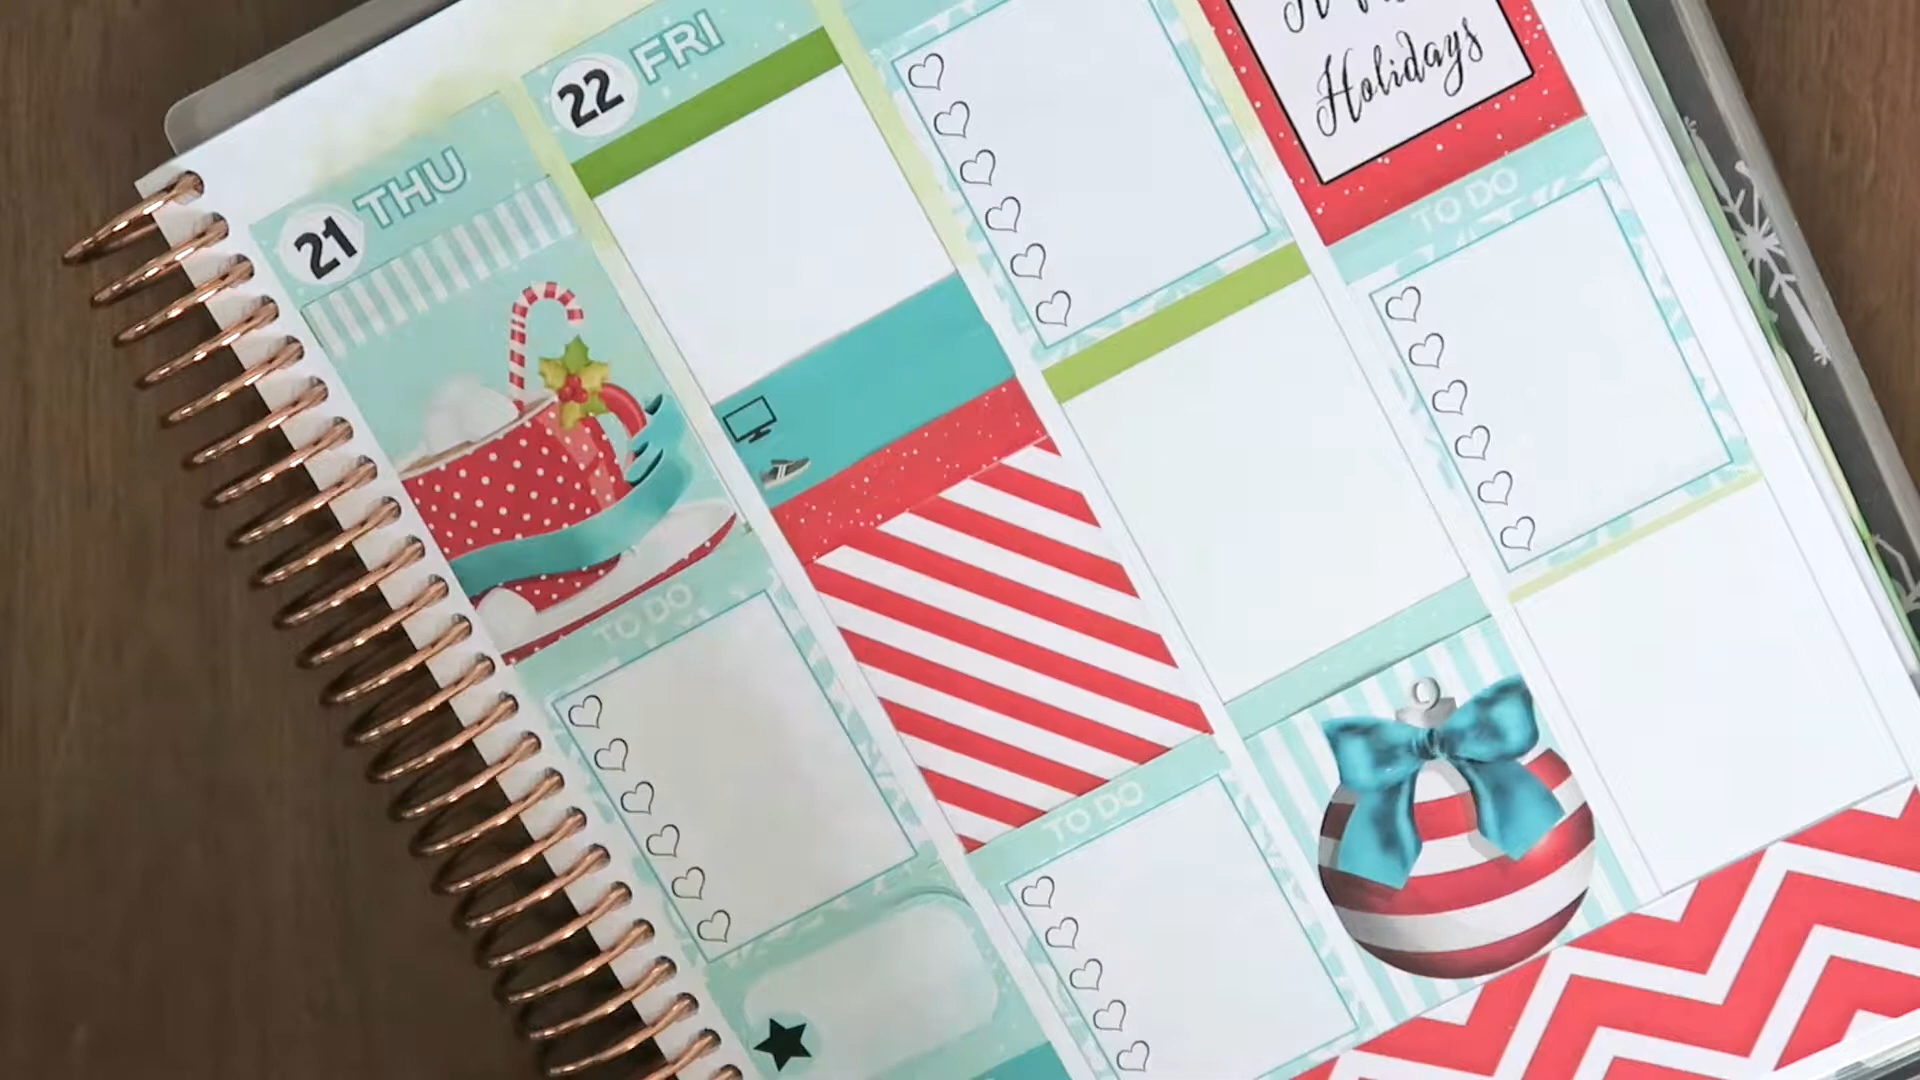 21 THU
22 FRI
Holidays
TO DO
TO DO
TO DO